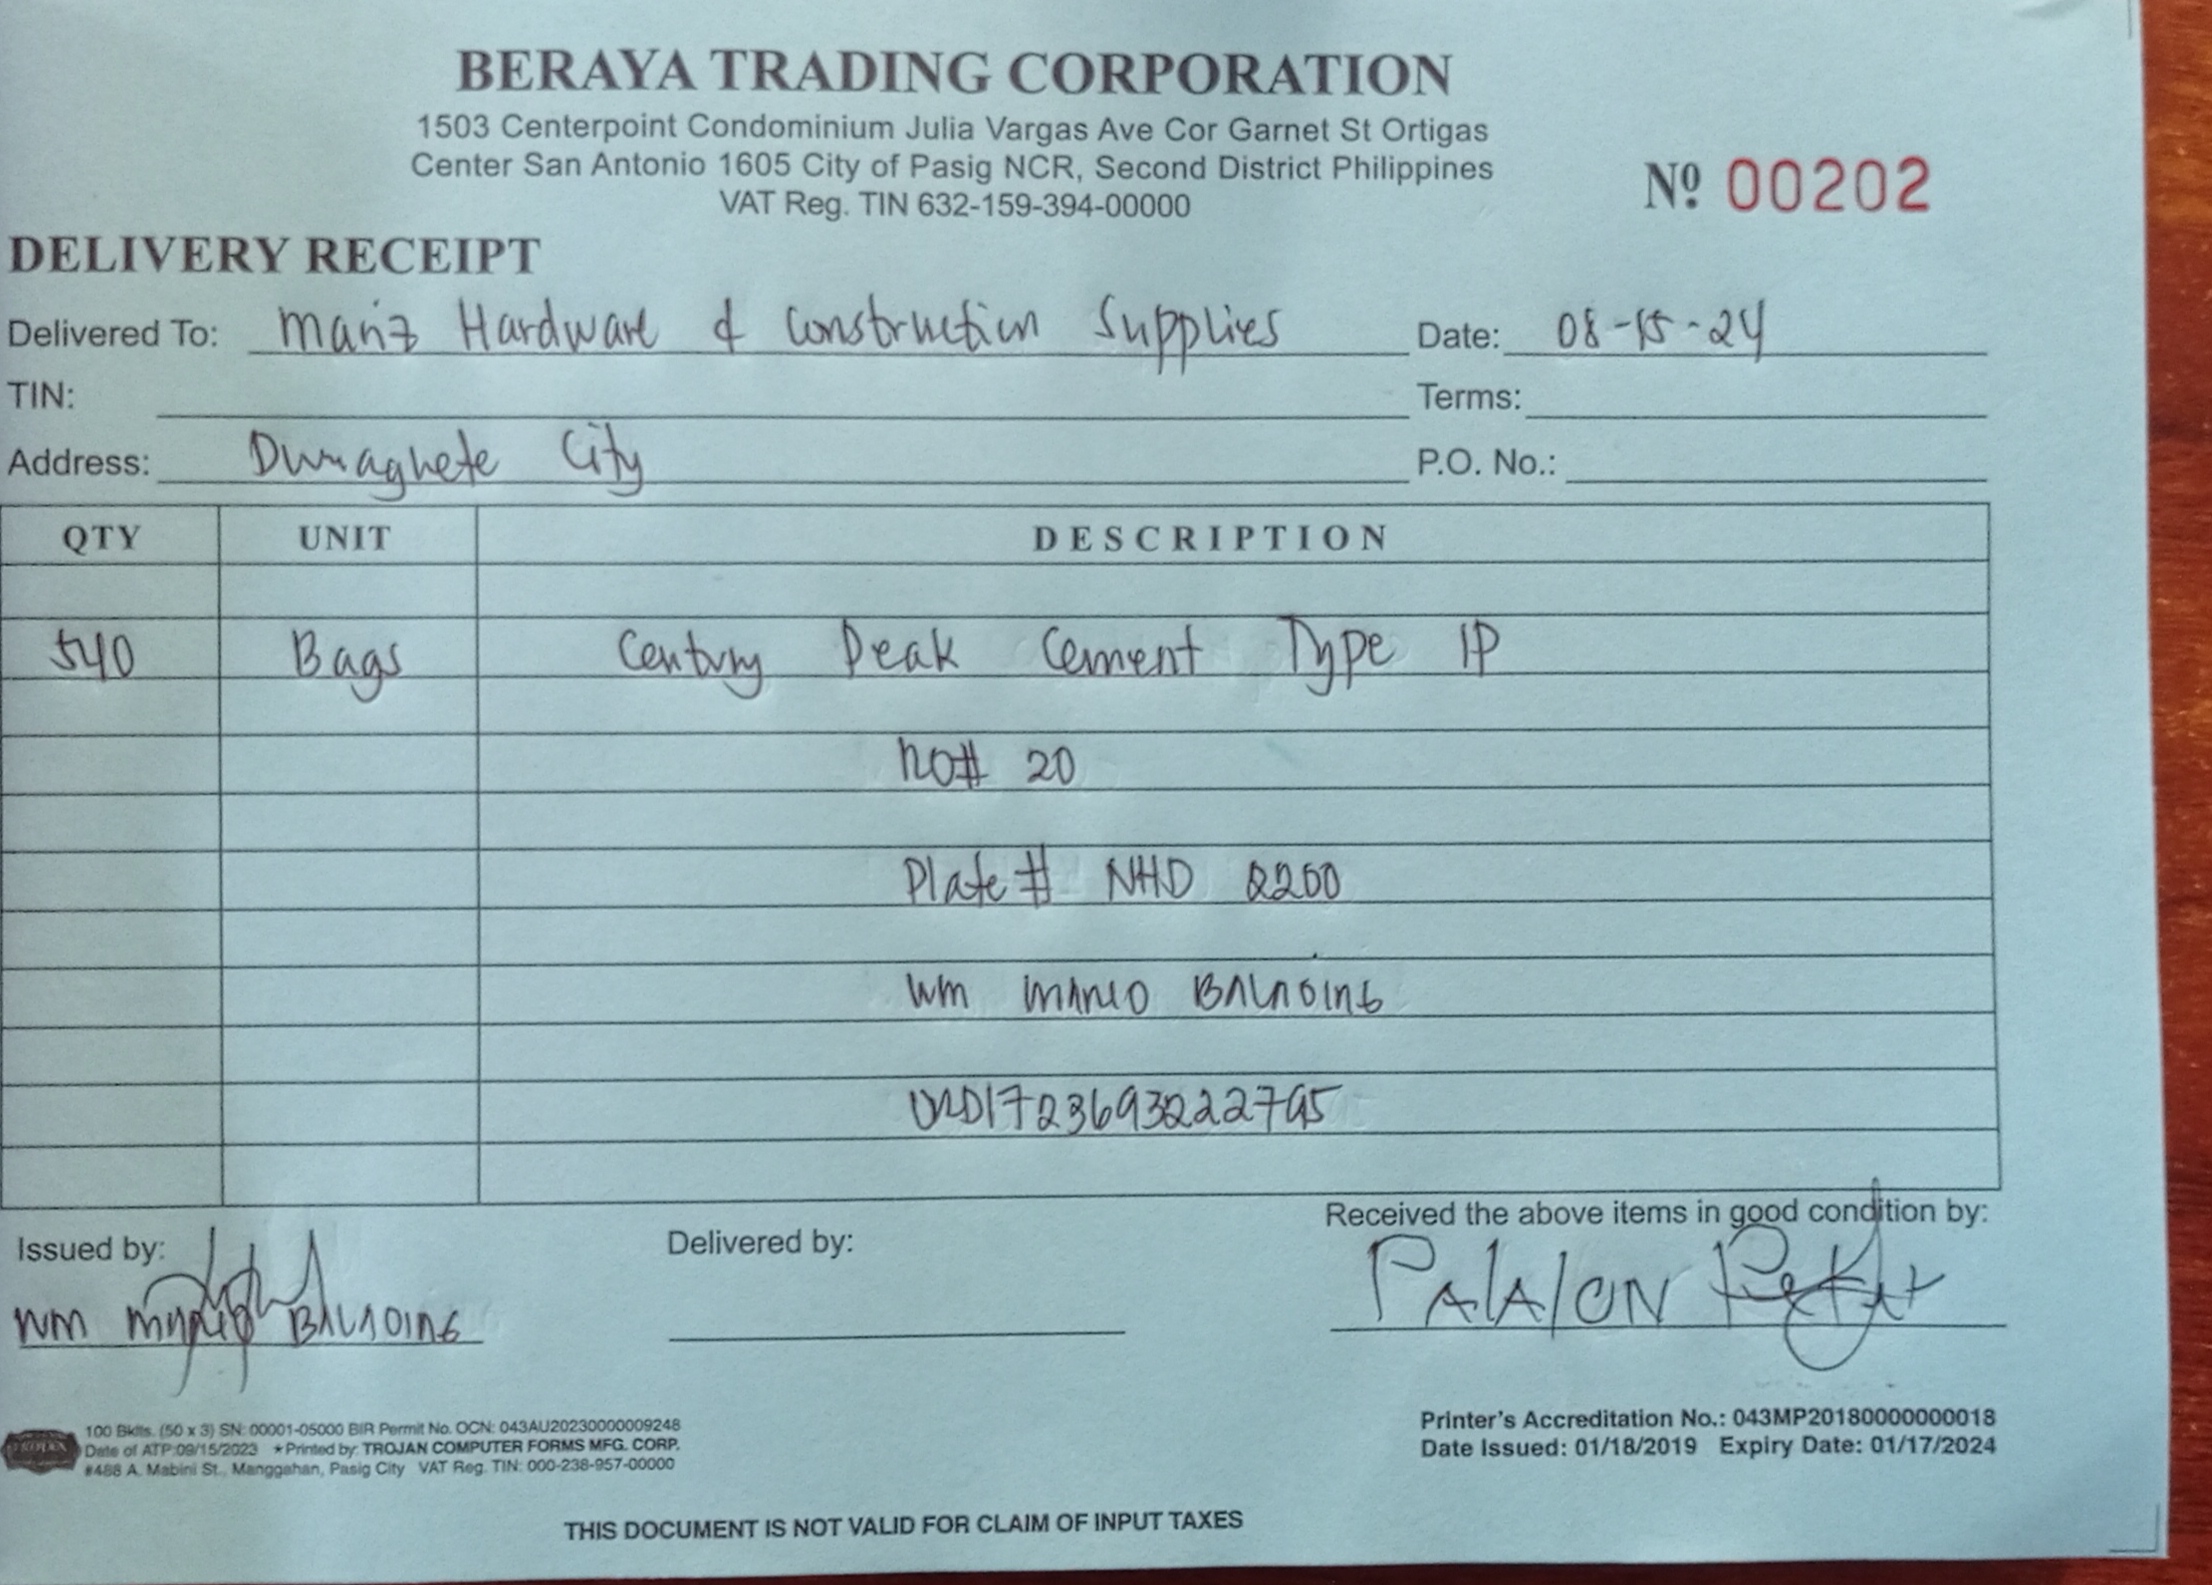 BERAYA TRADING CORPORATION
1503 Centerpoint Condominium Julia Vargas Ave Cor Garnet St Ortigas
Center San Antonio 1605 City of Pasig NCR, Second District Philippines
VAT Reg. TIN 632-159-394-00000
Nº 00202
DELIVERY RECEIPT
Delivered To: Mariz Hardware & Construction Supplies Date: 08-15-24
TIN: Terms:
Address: Dumaguete City P.O. No.:
QTY UNIT DESCRIPTION
540 Bags Century Peak Cement Type 1P
20
Plate # NHD 2200
WM
Received the above items in good condition by:
Issued by: Delivered by:
WM
100 Bklts. (50 x 3) SN: 00001-05000 BIR Permit No. OCN: 043AU20230000009248
Date of ATP:09/15/2023 *Printed by: TROJAN COMPUTER FORMS MFG. CORP.
#488 A. Mabini St., Manggahan, Pasig City VAT Reg. TIN: 000-238-957-00000
Printer's Accreditation No.: 043MP20180000000018
Date Issued: 01/18/2019 Expiry Date: 01/17/2024
THIS DOCUMENT IS NOT VALID FOR CLAIM OF INPUT TAXES